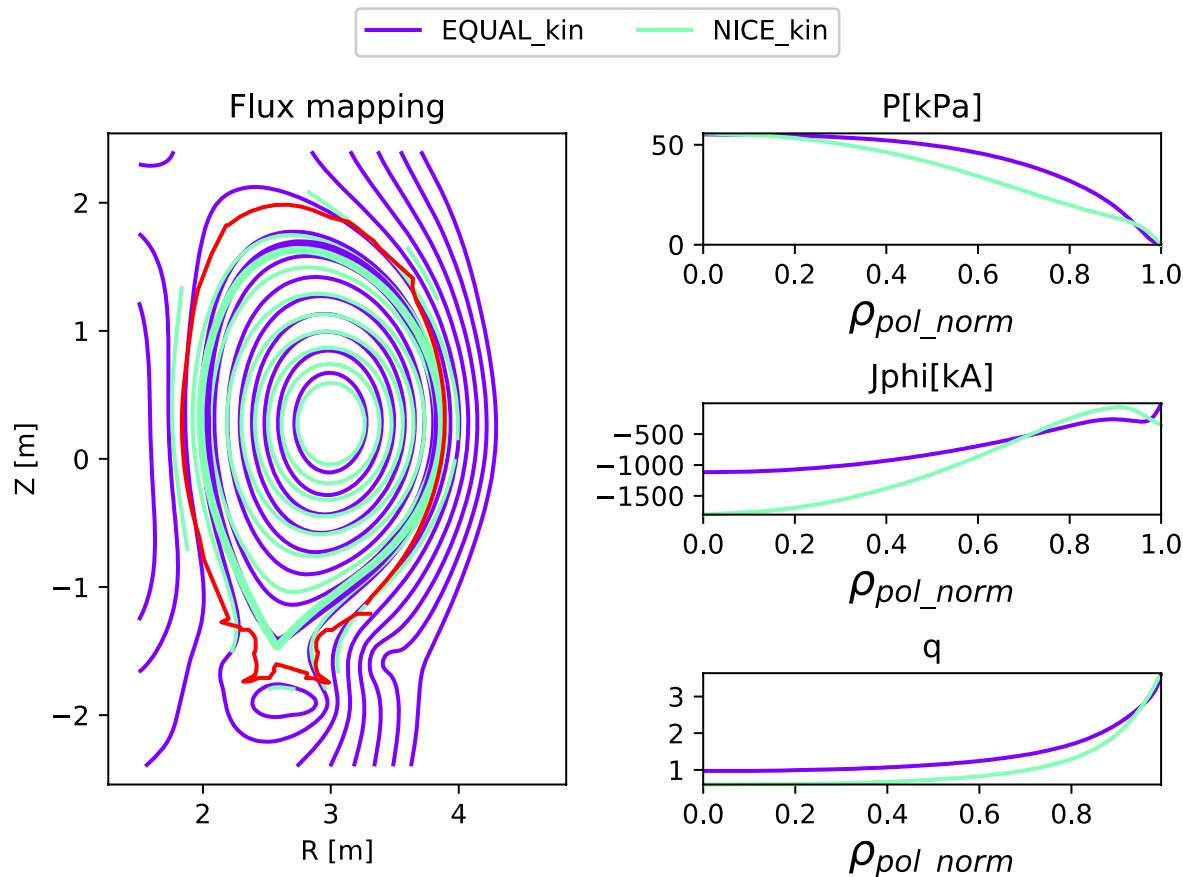 EQUAL_kin NICE_kin
Flux mapping
Z [m]
2
1
0
−1
−2
2 3 4
R [m]
P[kPa]
50
0
0.0 0.2 0.4 0.6 0.8 1.0
ρpol_norm
Jphi[kA]
−500
−1000
−1500
0.0 0.2 0.4 0.6 0.8 1.0
ρpol_norm
q
3
2
1
0.0 0.2 0.4 0.6 0.8
ρpol_norm